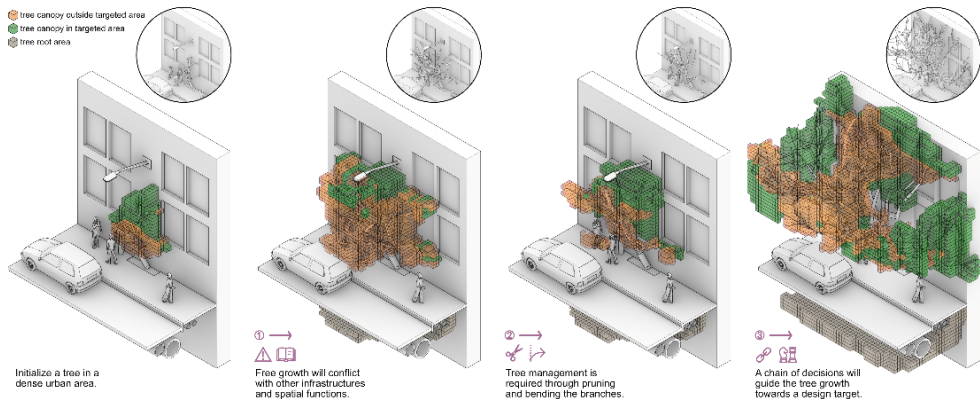 tree canopy outside targeted area
tree canopy in targeted area
tree root area
Initialize a tree in a
dense urban area.
①
Free growth will conflict
with other infrastructures
and spatial functions.
②
Tree management is
required through pruning
and bending the branches.
③
A chain of decisions will
guide the tree growth
towards a design target.